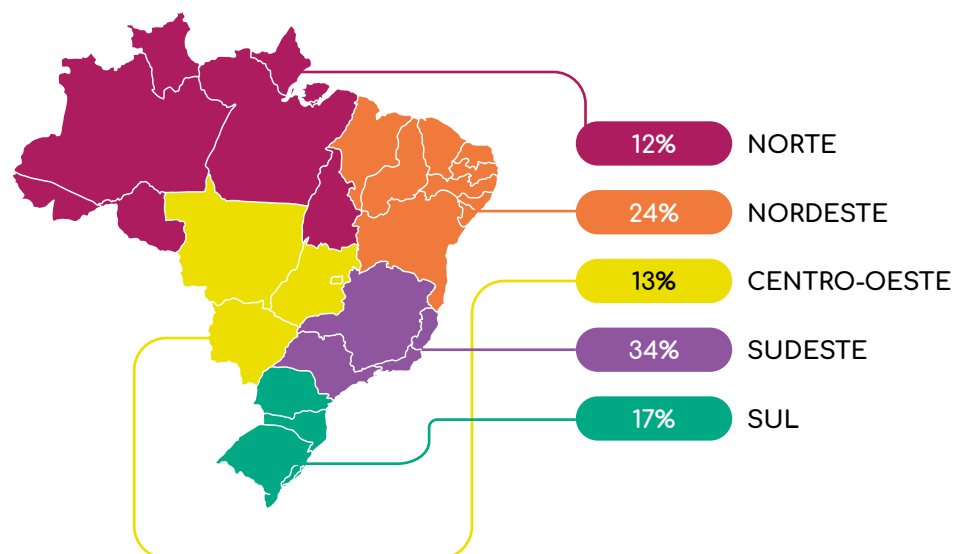 12% NORTE
24% NORDESTE
13% CENTRO-OESTE
34% SUDESTE
17% SUL